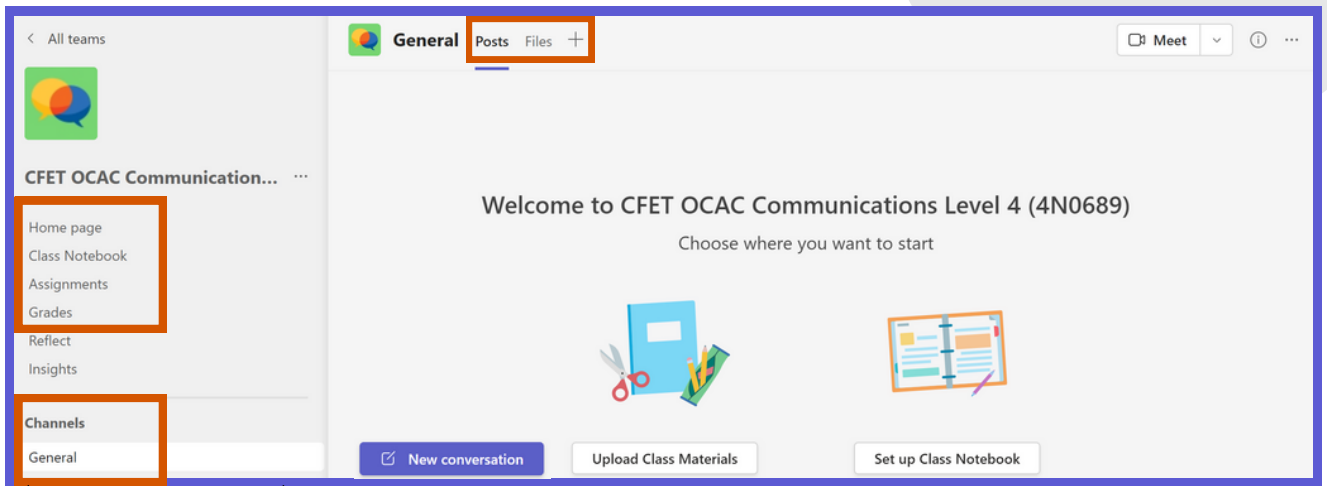 All teams
CFET OCAC Communication... ...
Home page
Class Notebook
Assignments
Grades
Reflect
Insights
Channels
General
General Posts Files +
Meet ...
Welcome to CFET OCAC Communications Level 4 (4N0689)
Choose where you want to start
New conversation
Upload Class Materials
Set up Class Notebook